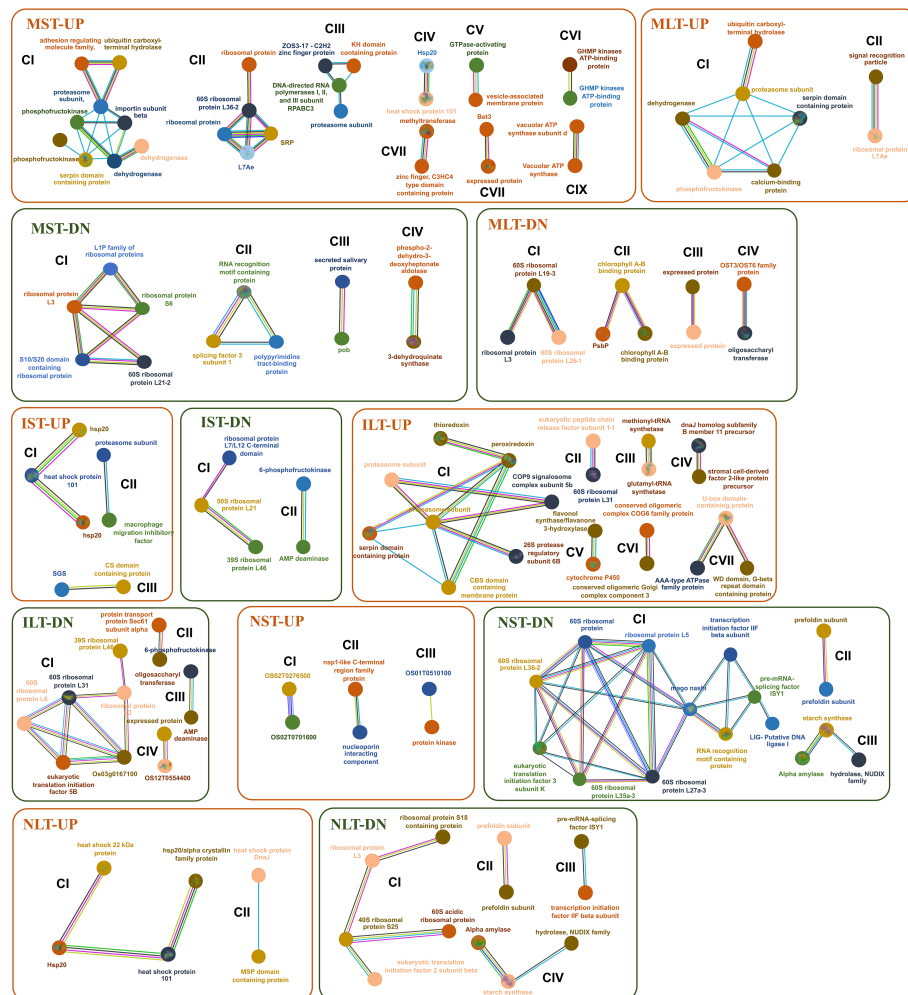 MST-UP
CI
adhesion regulating
molecule family,
ubiquitin carboxyl-
terminal hydrolase
proteasome
subunit,
phosphofructokinase
importin subunit
beta
phosphofructokinase
dehydrogenase
serpin domain
containing protein
dehydrogenase
CII
ribosomal protein
60S ribosomal
protein L36-2
ribosomal protein
SRP
L7Ae
CIII
ZOS3-17 - C2H2
zinc finger protein
KH domain
containing protein
DNA-directed RNA
polymerases I, II,
and III subunit
RPABC3
proteasome subunit
CIV
Hsp20
heat shock protein 101
CV
GTPase-activating
protein
vesicle-associated
membrane protein
CVI
GHMP kinases
ATP-binding
protein
GHMP kinases
ATP-binding protein
methyltransferase
CVII
zinc finger, C3HC4
type domain
containing protein
Bet3
expressed protein
CVII
vacuolar ATP
synthase subunit d
Vacuolar ATP
synthase
CIX
MLT-UP
CI
ubiquitin carboxyl-
terminal hydrolase
proteasome subunit
dehydrogenase
serpin domain
containing protein
phosphofructokinase
calcium-binding
protein
CII
signal recognition
particle
ribosomal protein
L7Ae
MST-DN
CI
L1P family of
ribosomal proteins
ribosomal protein
L3
ribosomal protein
S6
S10/S20 domain
containing
ribosomal protein
60S ribosomal
protein L21-2
CII
RNA recognition
motif containing
protein
splicing factor 3
subunit 1
polypyrimidine
tract-binding
protein
CIII
secreted salivary
protein
pob
CIV
phospho-2-
dehydro-3-
deoxyheptonate
aldolase
3-dehydroquinate
synthase
MLT-DN
CI
60S ribosomal
protein L19-3
ribosomal protein
L3
60S ribosomal
protein L26-1
CII
chlorophyll A-B
binding protein
PsbP
chlorophyll A-B
binding protein
CIII
expressed protein
expressed protein
CIV
OST3/OST6 family
protein
oligosaccharyl
transferase
IST-UP
CI
hsp20
heat shock protein
101
hsp20
proteasome subunit
CII
macrophage
migration inhibitory
factor
SGS
CS domain
containing protein
CIII
IST-DN
CI
ribosomal protein
L7/L12 C-terminal
domain
50S ribosomal
protein L21
39S ribosomal
protein L46
6-phosphofructokinase
CII
AMP deaminase
ILT-UP
CI
thioredoxin
peroxiredoxin
proteasome subunit
COP9 signalosome
complex subunit 5b
proteasome subunit
serpin domain
containing protein
26S protease
regulatory
subunit 6B
CBS domain
containing
membrane protein
eukaryotic peptide chain
release factor subunit 1-1
CII
60S ribosomal
protein L31
methionyl-tRNA
synthetase
CIII
glutamyl-tRNA
synthetase
dnaJ homolog subfamily
B member 11 precursor
CIV
stromal cell-derived
factor 2-like protein
precursor
flavonol
synthase/flavanone
3-hydroxylase
CV
cytochrome P450
conserved oligomeric
complex COG6 family protein
CVI
conserved oligomeric Golgi
complex component 3
U-box domain-
containing protein
CVII
AAA-type ATPase
family protein
WD domain, G-beta
repeat domain
containing protein
ILT-DN
CI
39S ribosomal
protein L46
60S
ribosomal
protein L6
60S ribosomal
protein L31
eukaryotic translation
initiation factor 5B
Os03g0167100
protein transport
protein Sec61
subunit alpha
CII
oligosaccharyl
transferase
6-phosphofructokinase
CIII
AMP
deaminase
expressed protein
CIV
OS12T0554400
NST-UP
CI
OS02T0276500
OS02T0701600
CII
nsp1-like C-terminal
region family
protein
nucleoporin
interacting
component
CIII
OS01T0510100
protein kinase
NST-DN
CI
60S ribosomal
protein
ribosomal protein L5
60S ribosomal
protein L36-2
mago nashi
eukaryotic
translation
initiation factor 3
subunit K
60S ribosomal
protein L35a-3
60S ribosomal
protein L27a-3
transcription
initiation factor IIF
beta subunit
pre-mRNA-
splicing factor
ISY1
RNA recognition
motif containing
protein
LIG- Putative DNA
ligase I
prefoldin subunit
CII
prefoldin subunit
starch synthase
CIII
Alpha amylase
hydrolase, NUDIX
family
NLT-UP
CI
heat shock 22 kDa
protein
hsp20/alpha crystallin
family protein
Hsp20
heat shock protein
101
heat shock protein
DnaJ
CII
MSP domain
containing protein
NLT-DN
CI
ribosomal protein S18
containing protein
ribosomal protein
L3
40S ribosomal
protein S25
60S acidic
ribosomal protein
eukaryotic translation
initiation factor 2 subunit beta
prefoldin subunit
CII
prefoldin subunit
pre-mRNA-splicing
factor ISY1
CIII
transcription initiation
factor IIF beta subunit
Alpha amylase
hydrolase, NUDIX family
CIV
starch synthase